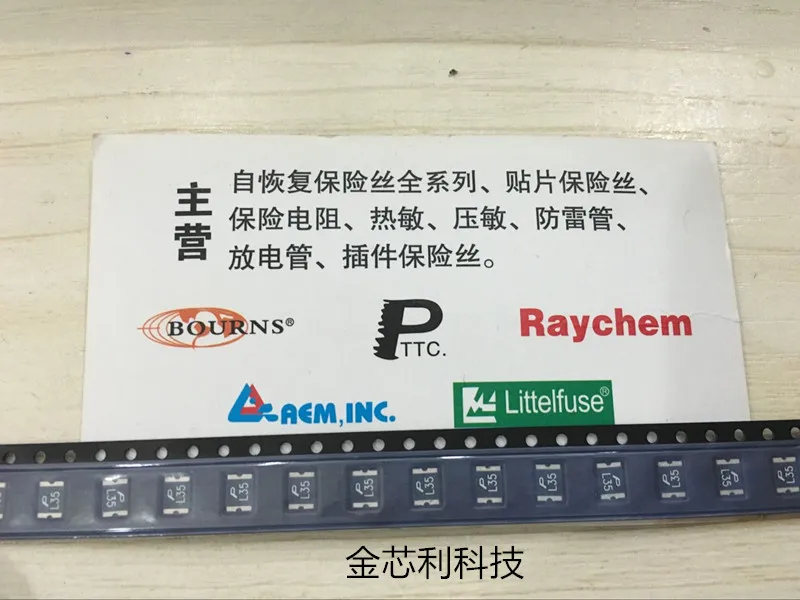 主营
自恢复保险丝全系列、贴片保险丝、
保险电阻、热敏、压敏、防雷管、
放电管、插件保险丝。
BOURNS®
P
TTC.
Raychem
AEM,INC.
Littelfuse®
L35 L35 L35 L35 L35 L35 L35 L35 L35 L35 L35 L35 L35
金芯利科技